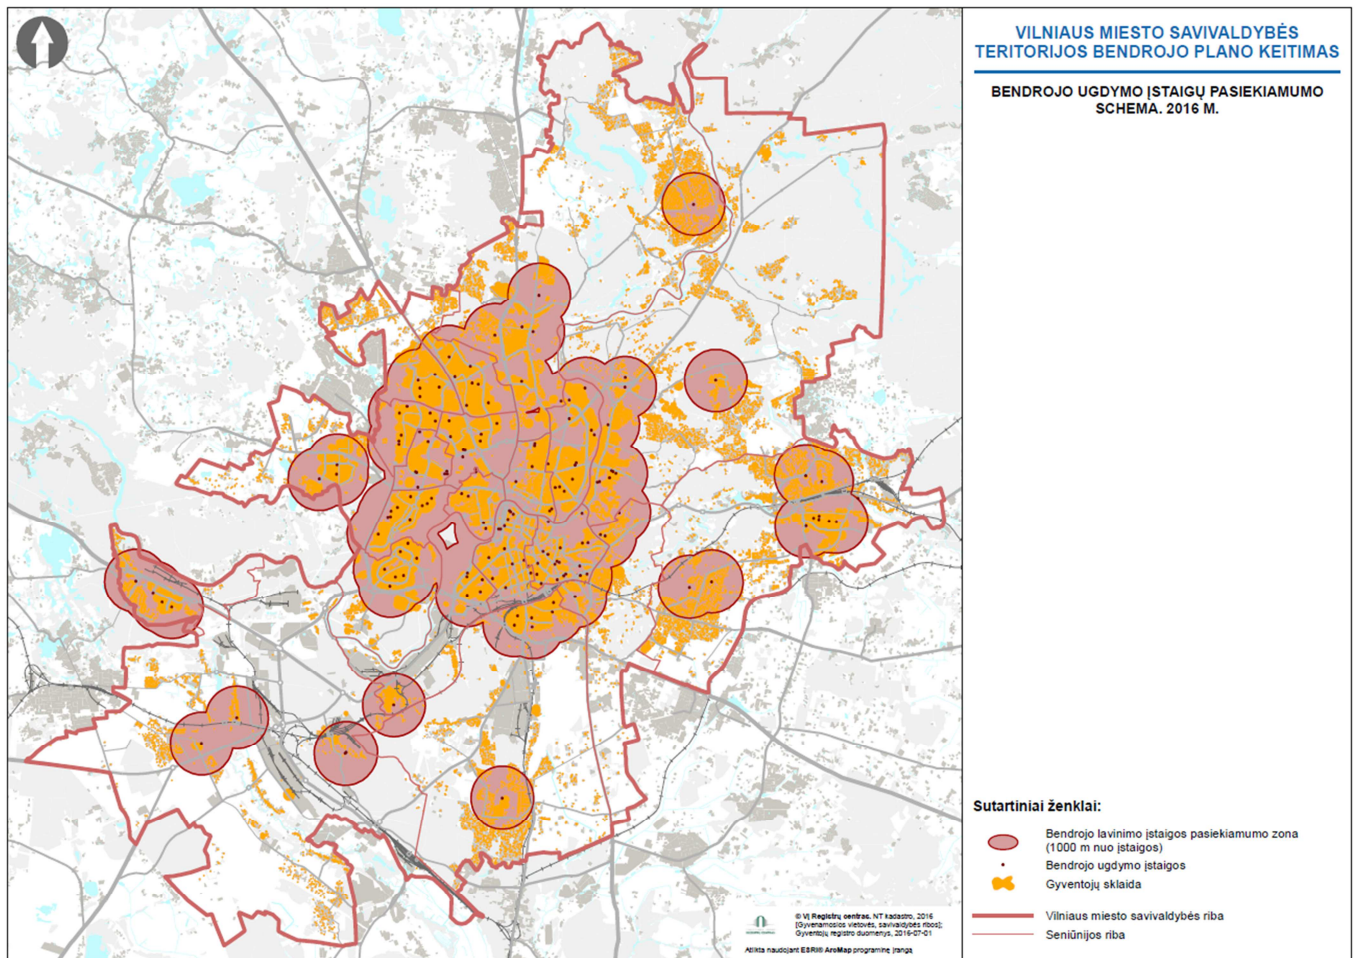 VILNIAUS MIESTO SAVIVALDYBĖS
TERITORIJOS BENDROJO PLANO KEITIMAS
BENDROJO UGDYMO ĮSTAIGŲ PASIEKIAMUMO
SCHEMA. 2016 M.
Sutartiniai ženklai:
Bendrojo lavinimo įstaigos pasiekiamumo zona
(1000 m nuo įstaigos)
Bendrojo ugdymo įstaigos
Gyventojų sklaida
Vilniaus miesto savivaldybės riba
Seniūnijos riba
© VĮ Registrų centras. NT kadastro, 2016
[Gyvenamosios vietovės, savivaldybės ribos];
Gyventojų registro duomenys, 2016-07-01
Atlikta naudojant ESRI® ArcMap programinę įrangą